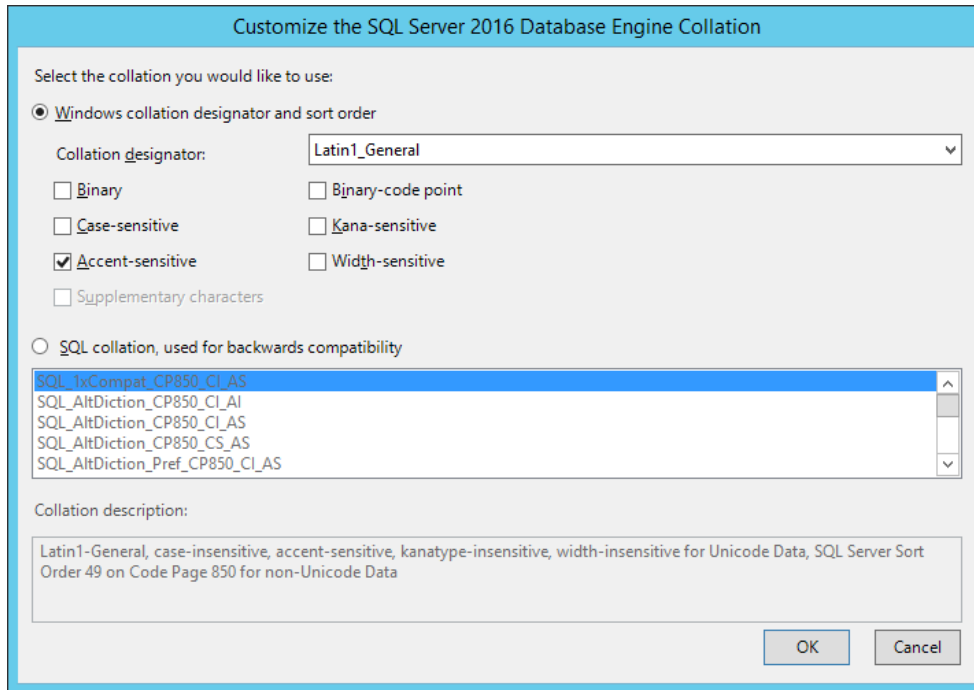 Customize the SQL Server 2016 Database Engine Collation
Select the collation you would like to use:
Windows collation designator and sort order
Collation designator: Latin1_General
Binary Binary-code point
Case-sensitive Kana-sensitive
Accent-sensitive Width-sensitive
Supplementary characters
SQL collation, used for backwards compatibility
SQL_1xCompat_CP850_CI_AS
SQL_AltDiction_CP850_CI_AI
SQL_AltDiction_CP850_CI_AS
SQL_AltDiction_CP850_CS_AS
SQL_AltDiction_Pref_CP850_CI_AS
Collation description:
Latin1-General, case-insensitive, accent-sensitive, kanatype-insensitive, width-insensitive for Unicode Data, SQL Server Sort
Order 49 on Code Page 850 for non-Unicode Data
OK Cancel